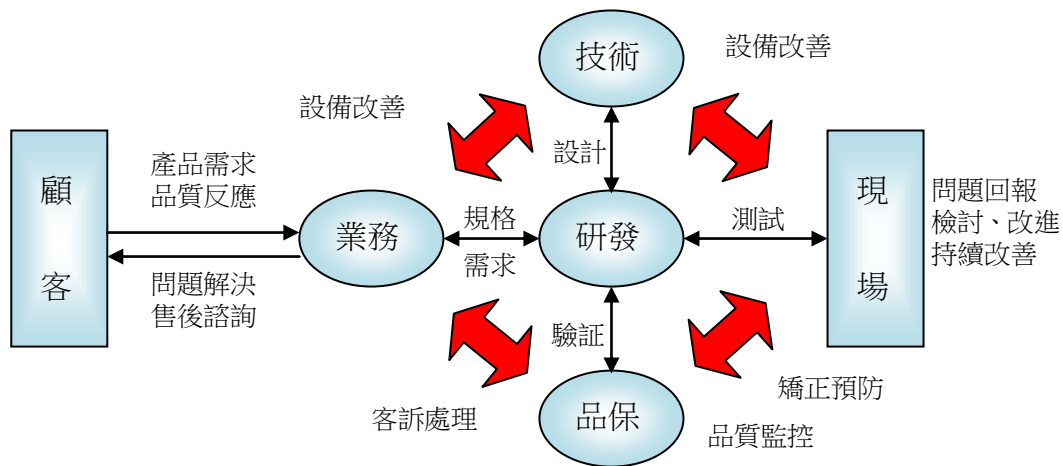 技術
設備改善
設備改善
設計
顧
客
產品需求
品質反應
問題解決
售後諮詢
業務
規格
需求
研發
測試
現
場
問題回報
檢討、改進
持續改善
驗証
客訴處理
品保
矯正預防
品質監控